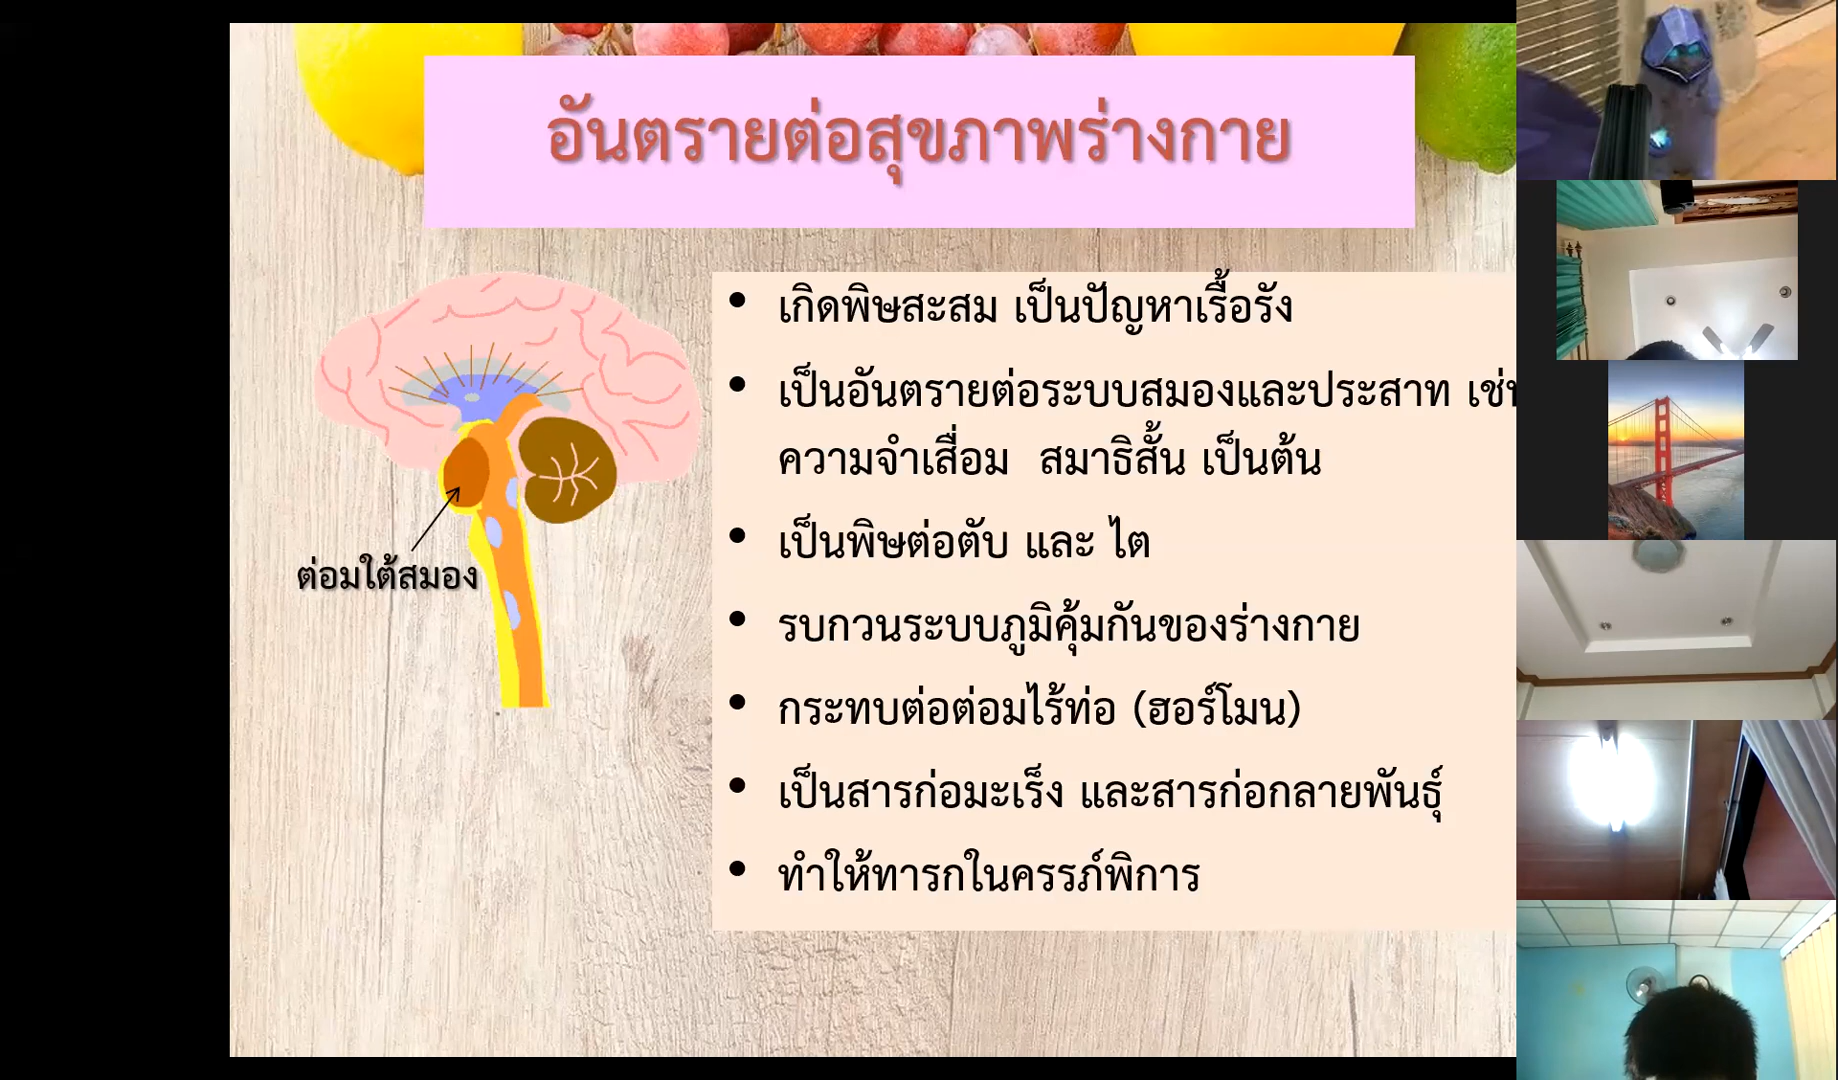 อันตรายต่อสุขภาพร่างกาย
เกิดพิษสะสม เป็นปัญหาเรื้อรัง
เป็นอันตรายต่อระบบสมองและประสาท
ความจำเสื่อม สมาธิสั้น เป็นต้น
เป็นพิษต่อตับ และ ไต
รบกวนระบบภูมิคุ้มกันของร่างกาย
กระทบต่อต่อมไร้ท่อ (ฮอร์โมน)
เป็นสารก่อมะเร็ง และสารก่อกลายพันธุ์
ทำให้ทารกในครรภ์พิการ
ต่อมใต้สมอง